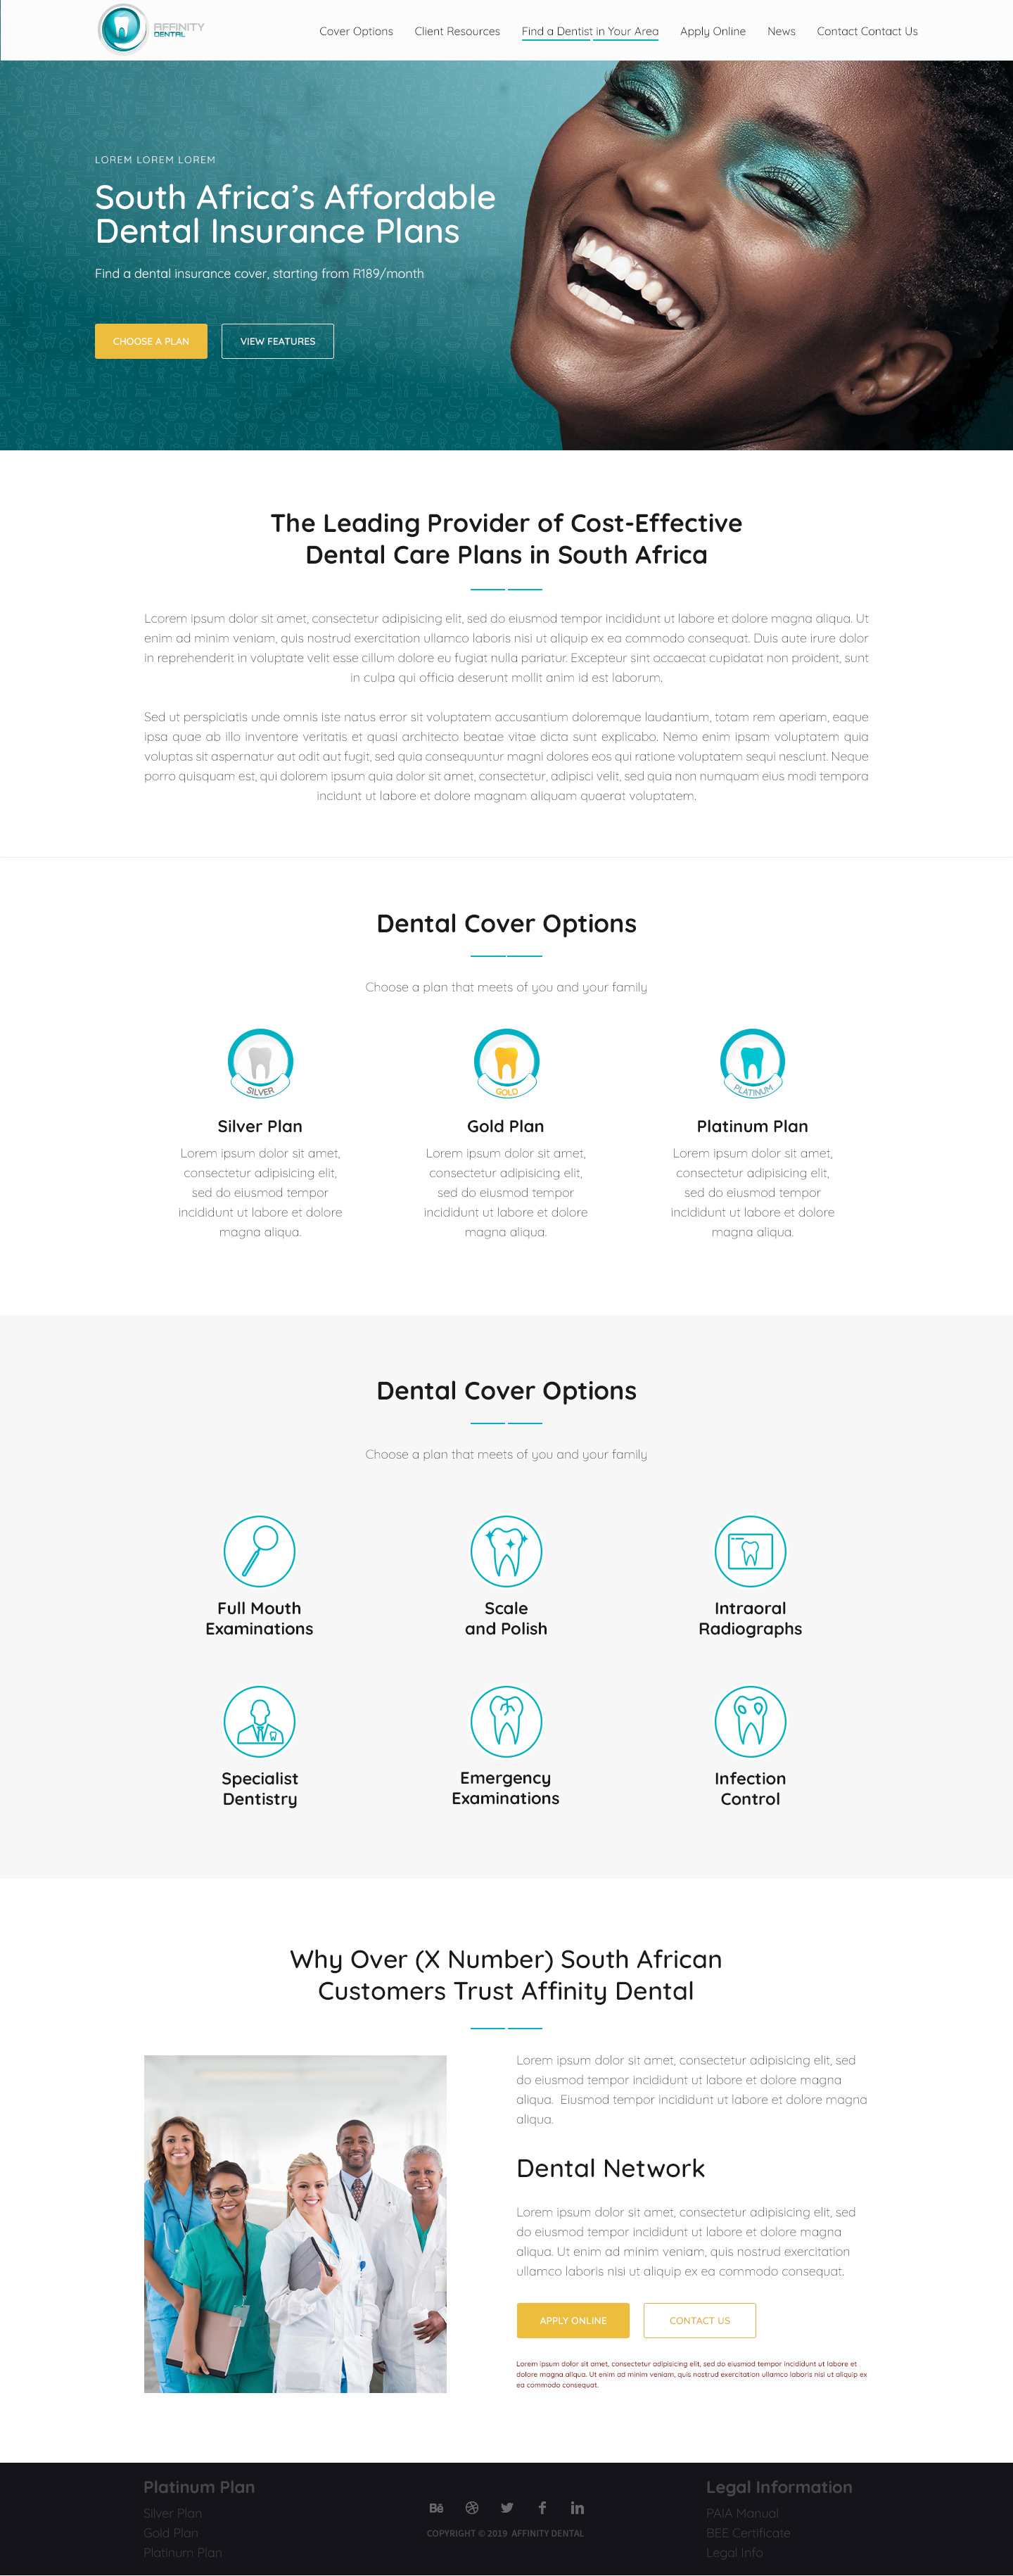 AFFINITY
DENTAL
Cover Options Client Resources Find a Dentist in Your Area Apply Online News Contact Contact Us
LOREM LOREM LOREM
South Africa’s Affordable
Dental Insurance Plans
Find a dental insurance cover, starting from R189/month
CHOOSE A PLAN VIEW FEATURES
The Leading Provider of Cost-Effective
Dental Care Plans in South Africa
Lcorem ipsum dolor sit amet, consectetur adipisicing elit, sed do eiusmod tempor incididunt ut labore et dolore magna aliqua. Ut
enim ad minim veniam, quis nostrud exercitation ullamco laboris nisi ut aliquip ex ea commodo consequat. Duis aute irure dolor
in reprehenderit in voluptate velit esse cillum dolore eu fugiat nulla pariatur. Excepteur sint occaecat cupidatat non proident, sunt
in culpa qui officia deserunt mollit anim id est laborum.
Sed ut perspiciatis unde omnis iste natus error sit voluptatem accusantium doloremque laudantium, totam rem aperiam, eaque
ipsa quae ab illo inventore veritatis et quasi architecto beatae vitae dicta sunt explicabo. Nemo enim ipsam voluptatem quia
voluptas sit aspernatur aut odit aut fugit, sed quia consequuntur magni dolores eos qui ratione voluptatem sequi nesciunt. Neque
porro quisquam est, qui dolorem ipsum quia dolor sit amet, consectetur, adipisci velit, sed quia non numquam eius modi tempora
incidunt ut labore et dolore magnam aliquam quaerat voluptatem.
Dental Cover Options
Choose a plan that meets of you and your family
SILVER
Silver Plan
Lorem ipsum dolor sit amet,
consectetur adipisicing elit,
sed do eiusmod tempor
incididunt ut labore et dolore
magna aliqua.
GOLD
Gold Plan
Lorem ipsum dolor sit amet,
consectetur adipisicing elit,
sed do eiusmod tempor
incididunt ut labore et dolore
magna aliqua.
PLATINUM
Platinum Plan
Lorem ipsum dolor sit amet,
consectetur adipisicing elit,
sed do eiusmod tempor
incididunt ut labore et dolore
magna aliqua.
Dental Cover Options
Choose a plan that meets of you and your family
Full Mouth
Examinations
Scale
and Polish
Intraoral
Radiographs
Specialist
Dentistry
Emergency
Examinations
Infection
Control
Why Over (X Number) South African
Customers Trust Affinity Dental
Lorem ipsum dolor sit amet, consectetur adipisicing elit, sed
do eiusmod tempor incididunt ut labore et dolore magna
aliqua. Eiusmod tempor incididunt ut labore et dolore magna
aliqua.
Dental Network
Lorem ipsum dolor sit amet, consectetur adipisicing elit, sed
do eiusmod tempor incididunt ut labore et dolore magna
aliqua. Ut enim ad minim veniam, quis nostrud exercitation
ullamco laboris nisi ut aliquip ex ea commodo consequat.
APPLY ONLINE CONTACT US
Lorem ipsum dolor sit amet, consectetur adipisicing elit, sed do eiusmod tempor incididunt ut labore et
dolore magna aliqua. Ut enim ad minim veniam, quis nostrud exercitation ullamco laboris nisi ut aliquip ex
ea commodo consequat.
Platinum Plan
Silver Plan
Gold Plan
Platinum Plan
COPYRIGHT © 2019 AFFINITY DENTAL
Legal Information
PAIA Manual
BEE Certificate
Legal Info